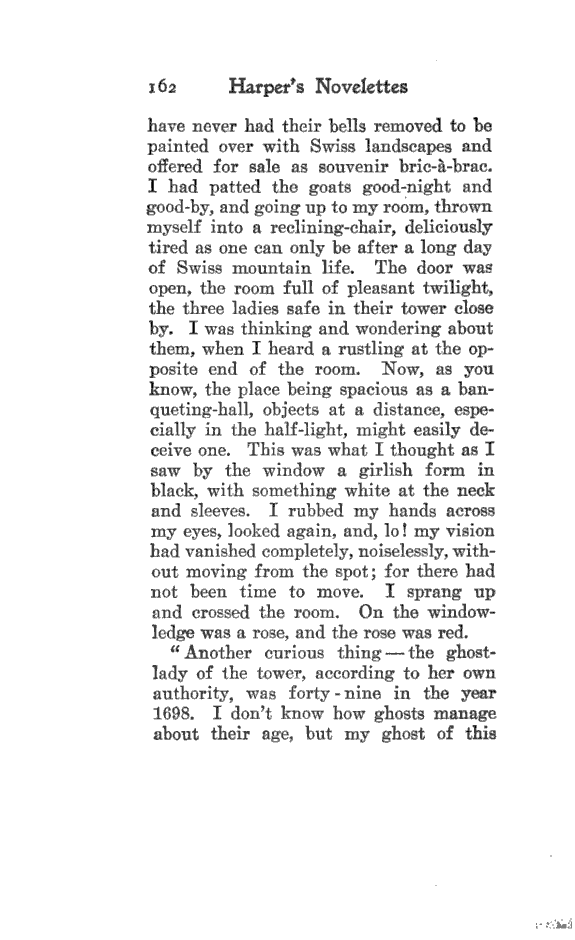 162 Harper's Novelettes
have never had their bells removed to be
painted over with Swiss landscapes and
offered for sale as souvenir bric-à-brac.
I had patted the goats good-night and
good-by, and going up to my room, thrown
myself into a reclining-chair, deliciously
tired as one can only be after a long day
of Swiss mountain life. The door was
open, the room full of pleasant twilight,
the three ladies safe in their tower close
by. I was thinking and wondering about
them, when I heard a rustling at the op-
posite end of the room. Now, as you
know, the place being spacious as a ban-
queting-hall, objects at a distance, espe-
cially in the half-light, might easily de-
ceive one. This was what I thought as I
saw by the window a girlish form in
black, with something white at the neck
and sleeves. I rubbed my hands across
my eyes, looked again, and, lo! my vision
had vanished completely, noiselessly, with-
out moving from the spot; for there had
not been time to move. I sprang up
and crossed the room. On the window-
ledge was a rose, and the rose was red.
"Another curious thing—the ghost-
lady of the tower, according to her own
authority, was forty-nine in the year
1698. I don't know how ghosts manage
about their age, but my ghost of this